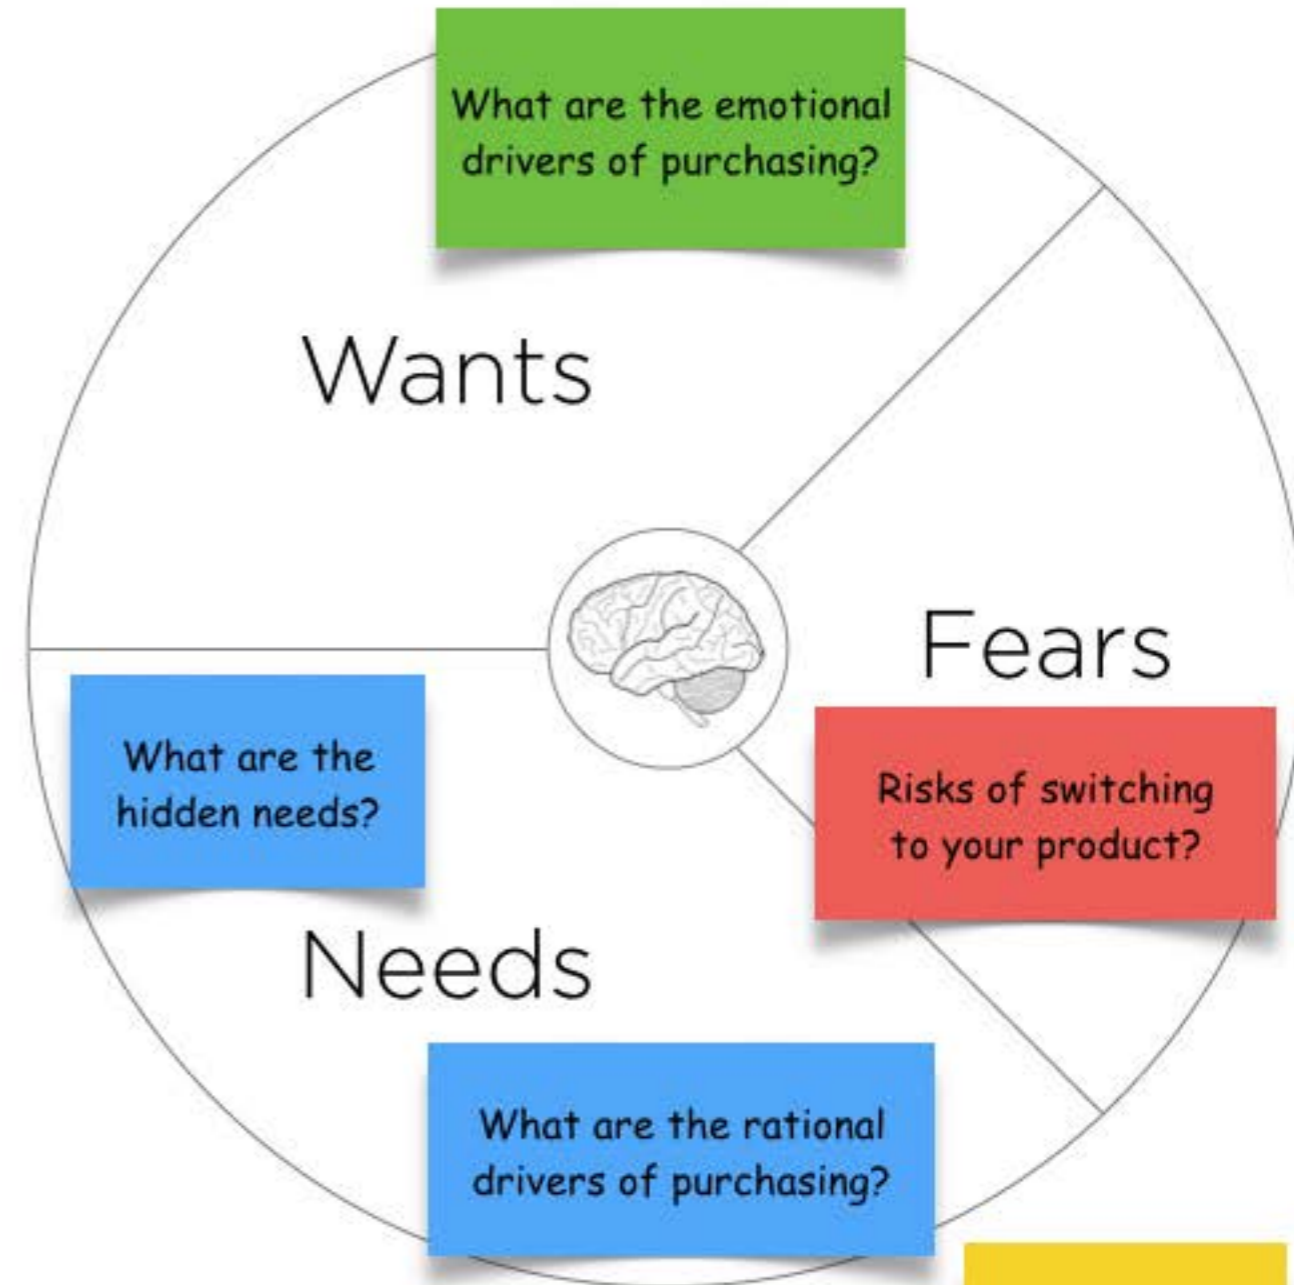 What are the emotional
drivers of purchasing?
Wants
Fears
What are the
hidden needs?
Risks of switching
to your product?
Needs
What are the rational
drivers of purchasing?